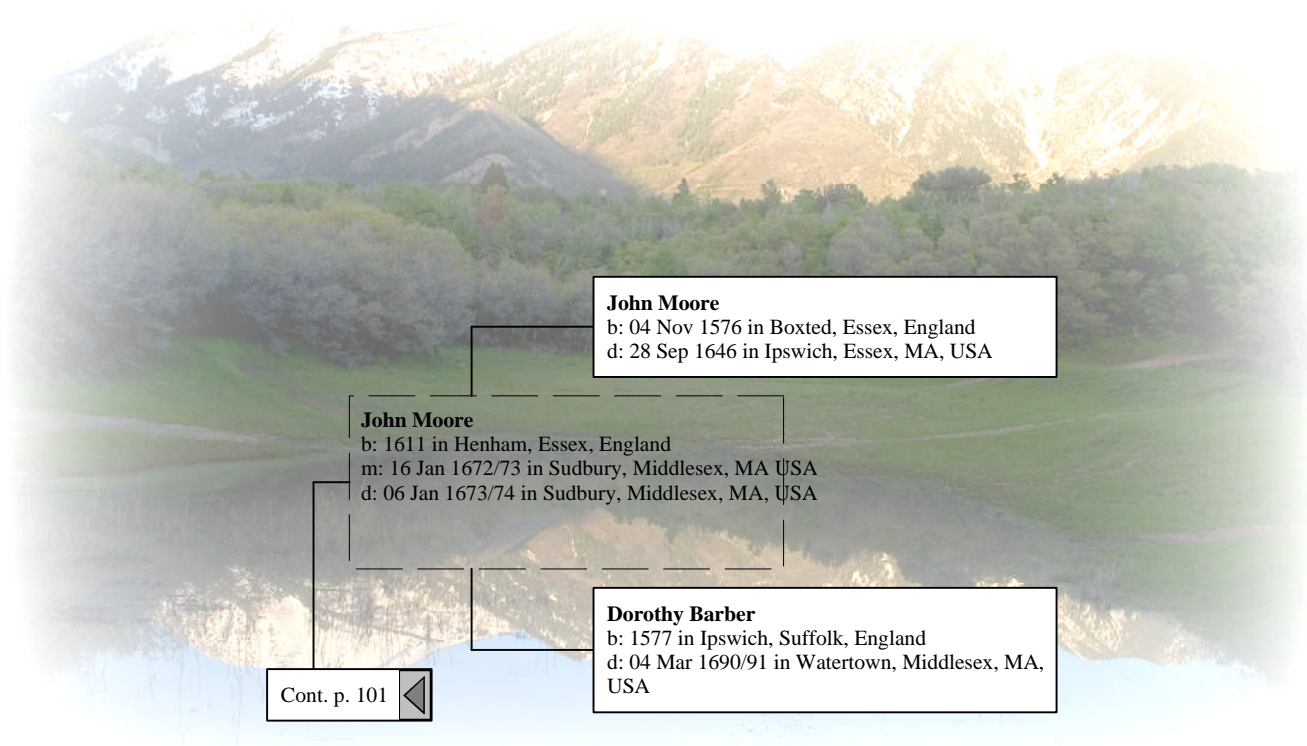 John Moore
b: 04 Nov 1576 in Boxted, Essex, England
d: 28 Sep 1646 in Ipswich, Essex, MA, USA
John Moore
b: 1611 in Henham, Essex, England
m: 16 Jan 1672/73 in Sudbury, Middlesex, MA USA
d: 06 Jan 1673/74 in Sudbury, Middlesex, MA, USA
Dorothy Barber
b: 1577 in Ipswich, Suffolk, England
d: 04 Mar 1690/91 in Watertown, Middlesex, MA,
USA
Cont. p. 101